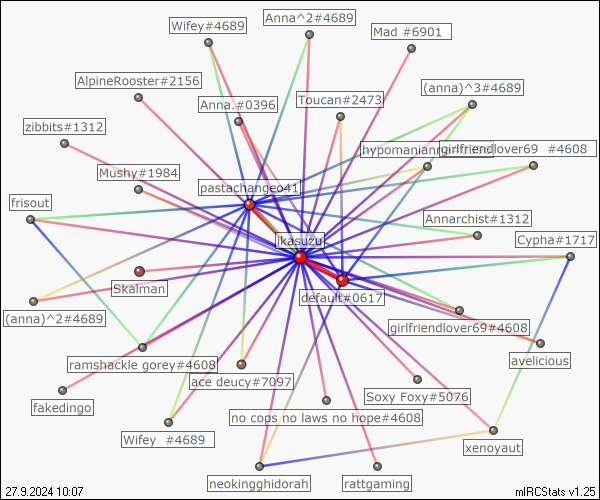 Wifey#4689
Anna^2#4689
Mad #6901
AlpineRooster#2156
(anna)^3#4689
Anna.#0396
Toucan#2473
zibbits#1312
girlfriendlover69 #4608
Mushy#1984
pastachangeo41
frisout
Annarchist#1312
ikasuzu
Cypha#1717
Skalman
default#0617
(anna)^2#4689
girlfriendlover69#4608
avelicious
ramshackle gorey#4608
ace deucy#7097
Soxy Foxy#5076
fakedingo
no cops no laws no hope#4608
Wifey #4689
xenoyaut
neokingghidorah
rattgaming
27.9.2024 10:07
mIRCStats v1.25